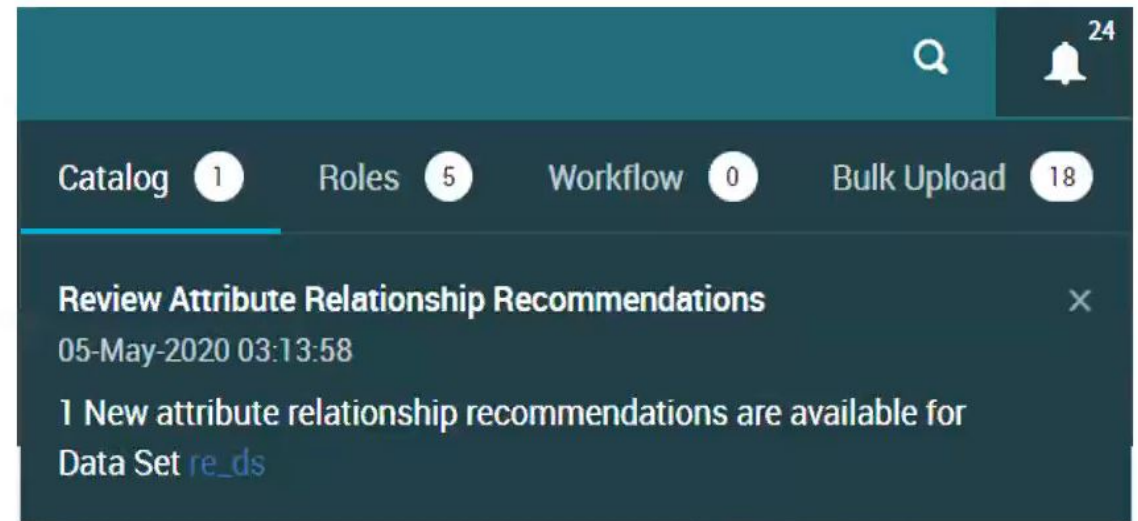 24
Catalog 1 Roles 5 Workflow 0 Bulk Upload 18
Review Attribute Relationship Recommendations
05-May-2020 03:13:58
1 New attribute relationship recommendations are available for
Data Set re_ds